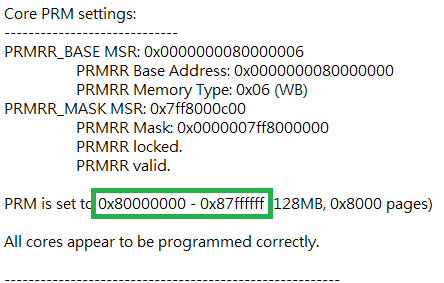 Core PRM settings:
-----------------------------
PRMRR_BASE MSR: 0x0000000080000006
PRMRR Base Address: 0x0000000080000000
PRMRR Memory Type: 0x06 (WB)
PRMRR_MASK MSR: 0x7ff8000c00
PRMRR Mask: 0x0000007ff8000000
PRMRR locked.
PRMRR valid.
PRM is set to 0x80000000 - 0x87ffffff 128MB, 0x8000 pages)
All cores appear to be programmed correctly.
--------------------------------------------------------